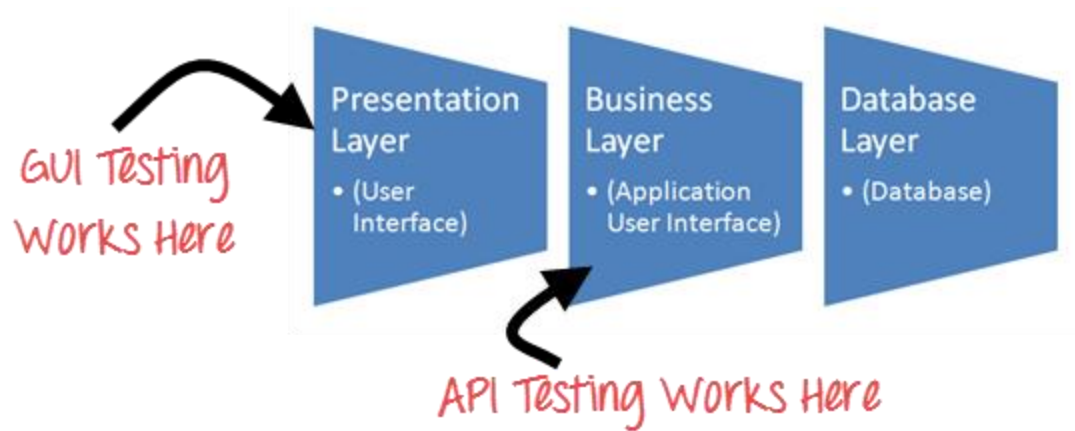 Presentation
Layer
• (User
Interface)
Business
Layer
• (Application
User Interface)
Database
Layer
• (Database)
GUI Testing
Works Here
API Testing Works Here